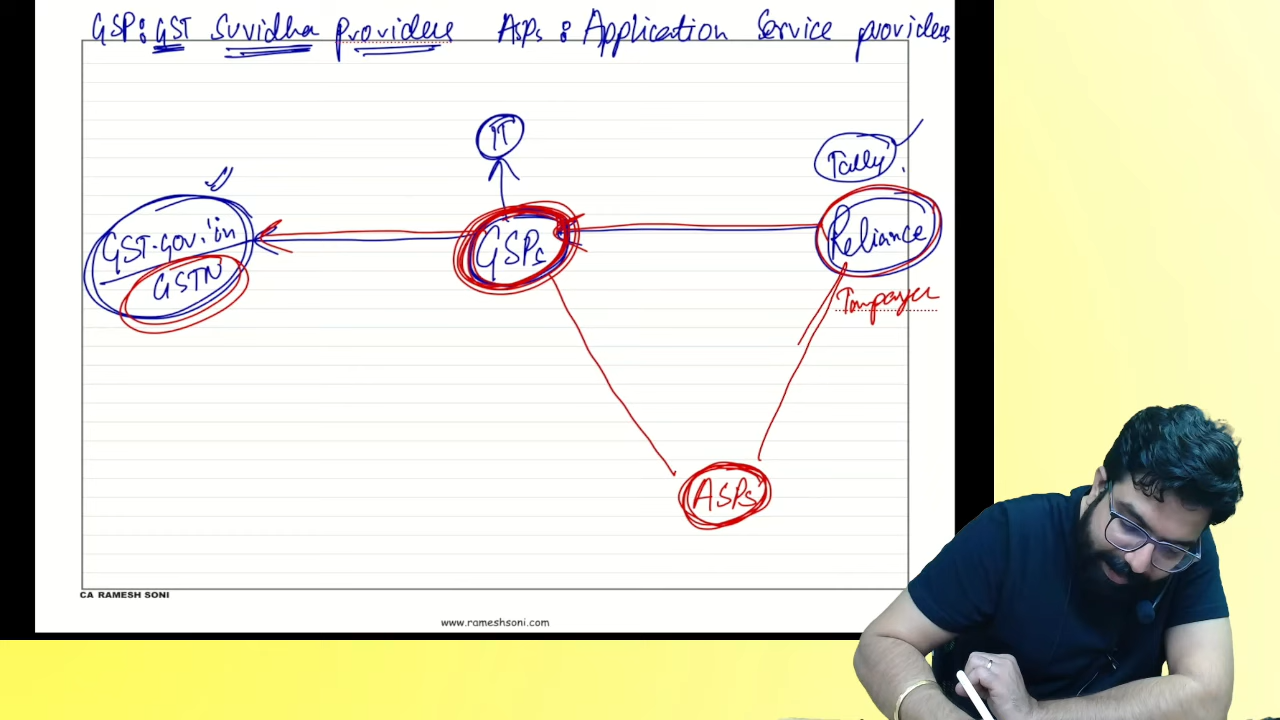 GSP: GST Suvidha providers ASPs : Application Service providers
IT
Tally
GST.gov.in
GSTN
GSPs
Reliance
Taxpayer
ASPs
CA RAMESH SONI
www.rameshsoni.com